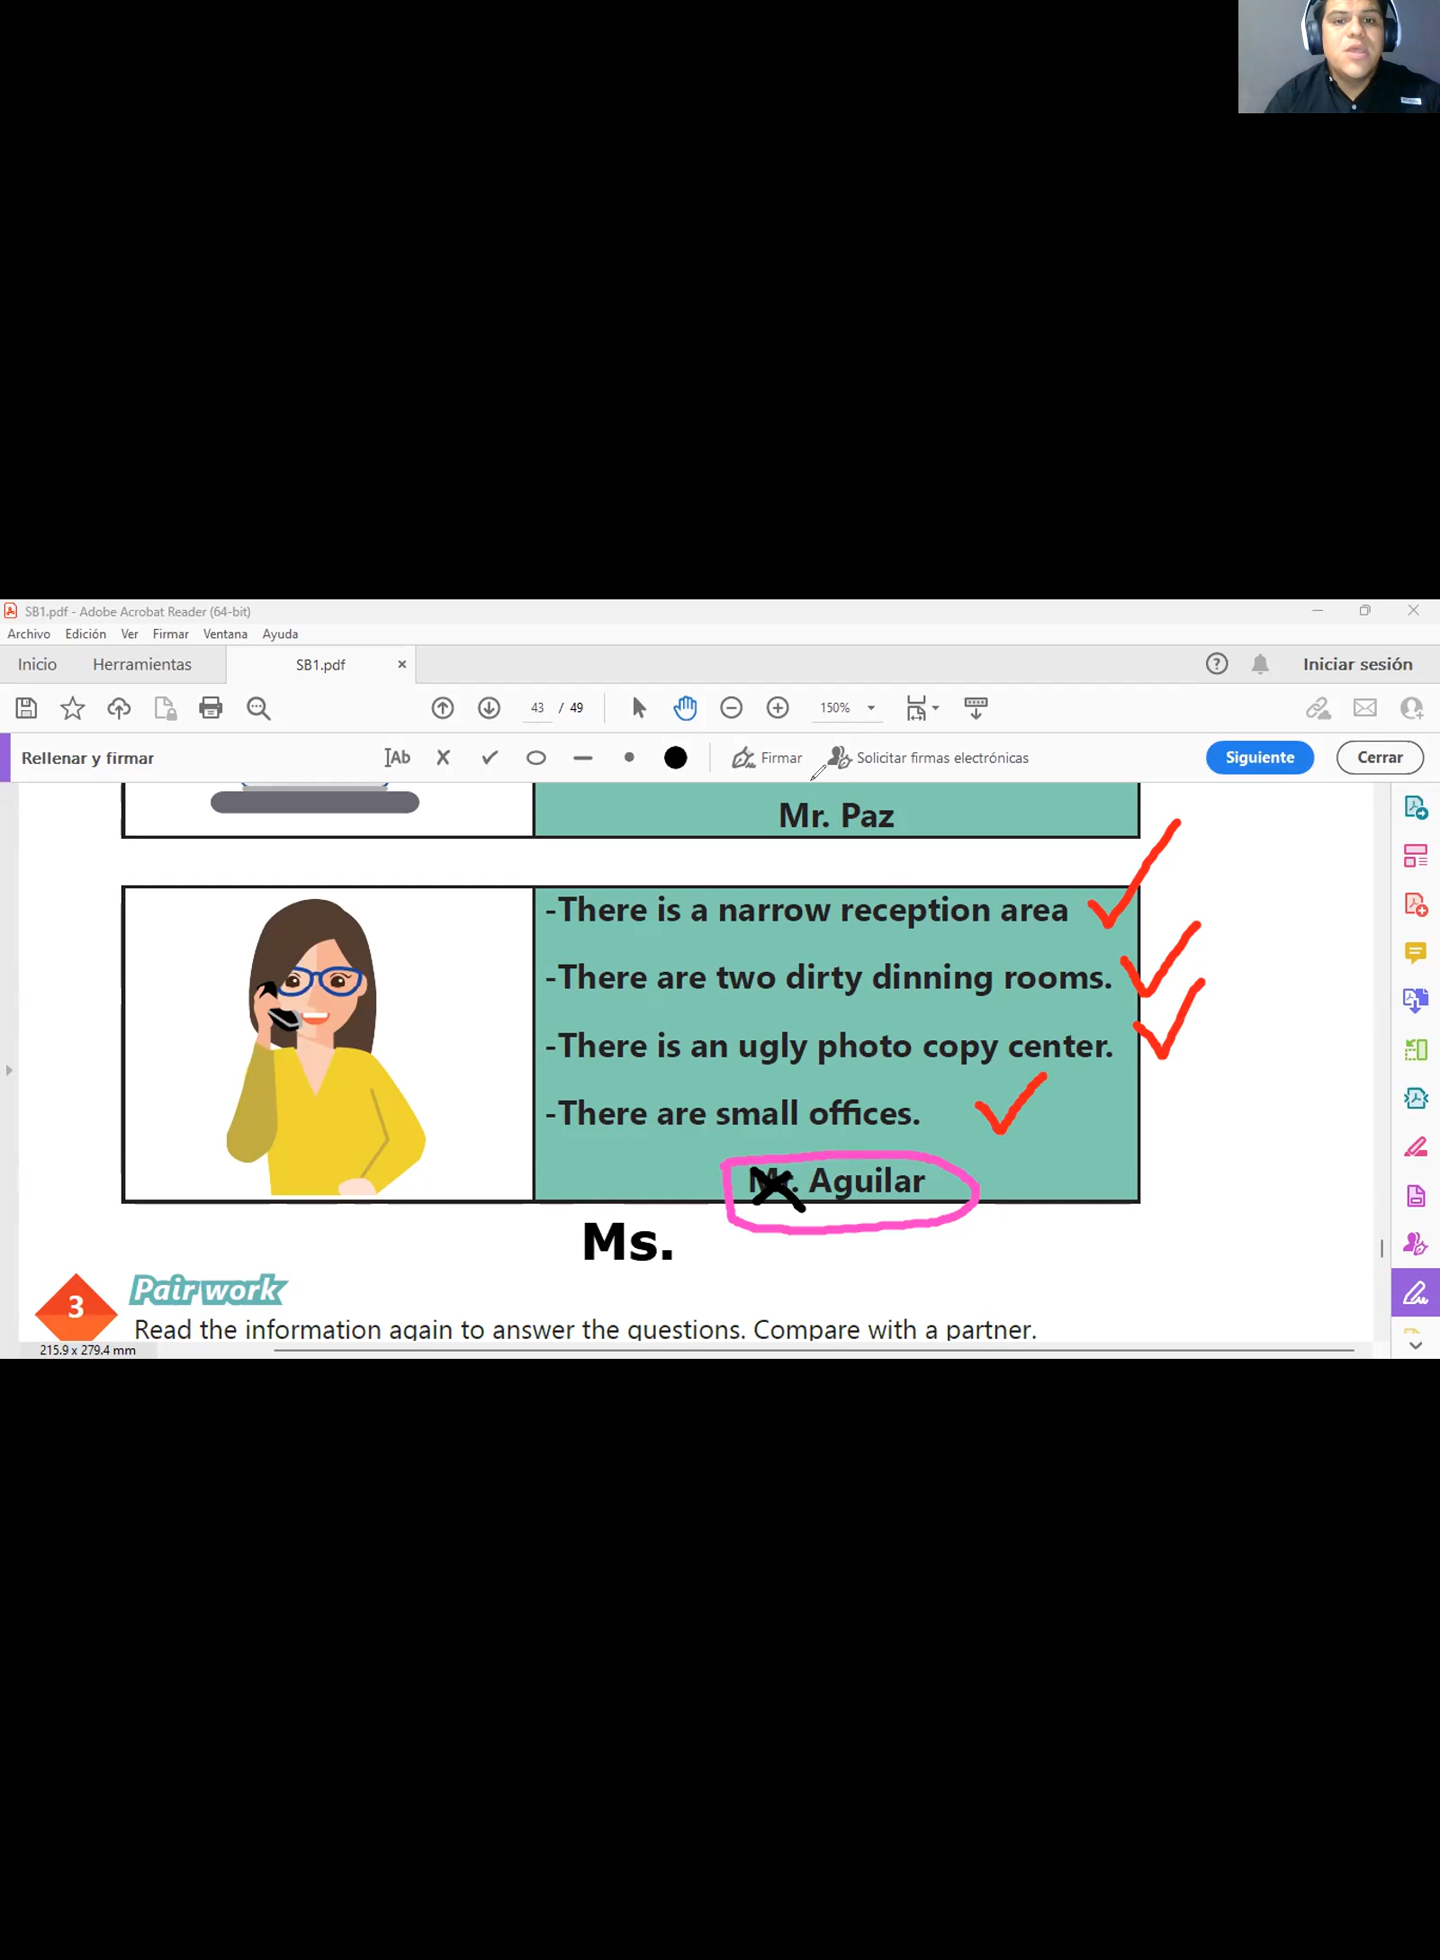 SB1.pdf - Adobe Acrobat Reader (64-bit)
Archivo Edición Ver Firmar Ventana Ayuda
Inicio Herramientas SB1.pdf × Iniciar sesión
43 / 49 150%
Rellenar y firmar Ab Firmar Solicitar firmas electrónicas Siguiente Cerrar
Mr. Paz
-There is a narrow reception area
-There are two dirty dinning rooms.
-There is an ugly photo copy center.
-There are small offices.
Mr. Aguilar
Ms.
3 Pair work
Read the information again to answer the questions. Compare with a partner.
215.9 x 279.4 mm